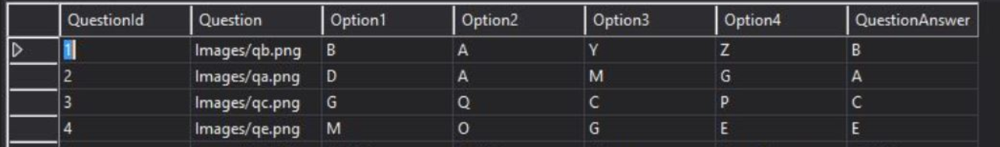 QuestionId Question Option1 Option2 Option3 Option4 QuestionAnswer
1 Images/qb.png B A Y Z B
2 Images/qa.png D A M G A
3 Images/qc.png G Q C P C
4 Images/qe.png M O G E E